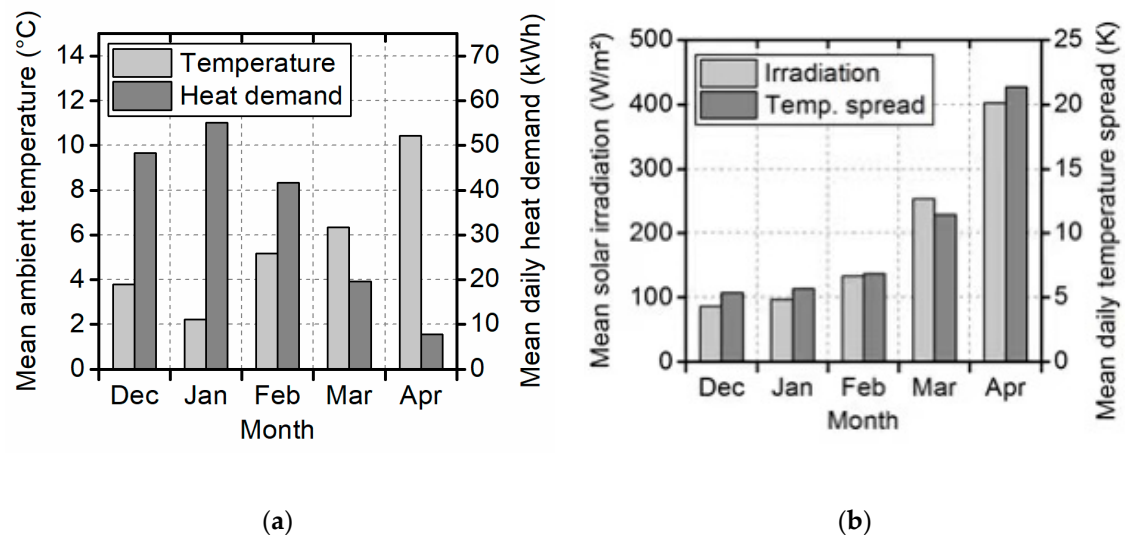 Mean ambient temperature (°C)
14
12
10
8
6
4
2
0
Temperature
Heat demand
70
60
50
40
30
20
10
0
Mean daily heat demand (kWh)
Dec Jan Feb Mar Apr
Month
(a)
Mean solar irradiation (W/m²)
500
400
300
200
100
0
Irradiation
Temp. spread
25
20
15
10
5
0
Mean daily temperature spread (K)
Dec Jan Feb Mar Apr
Month
(b)